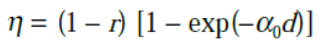 η = (1 − r) [1 − exp(−α₀d)]